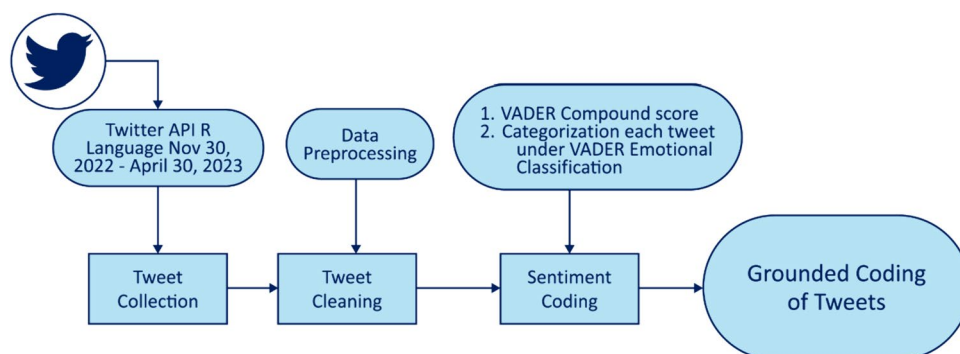 Twitter API R
Language Nov 30,
2022 - April 30, 2023
Data
Preprocessing
1. VADER Compound score
2. Categorization each tweet
under VADER Emotional
Classification
Tweet
Collection
Tweet
Cleaning
Sentiment
Coding
Grounded Coding
of Tweets